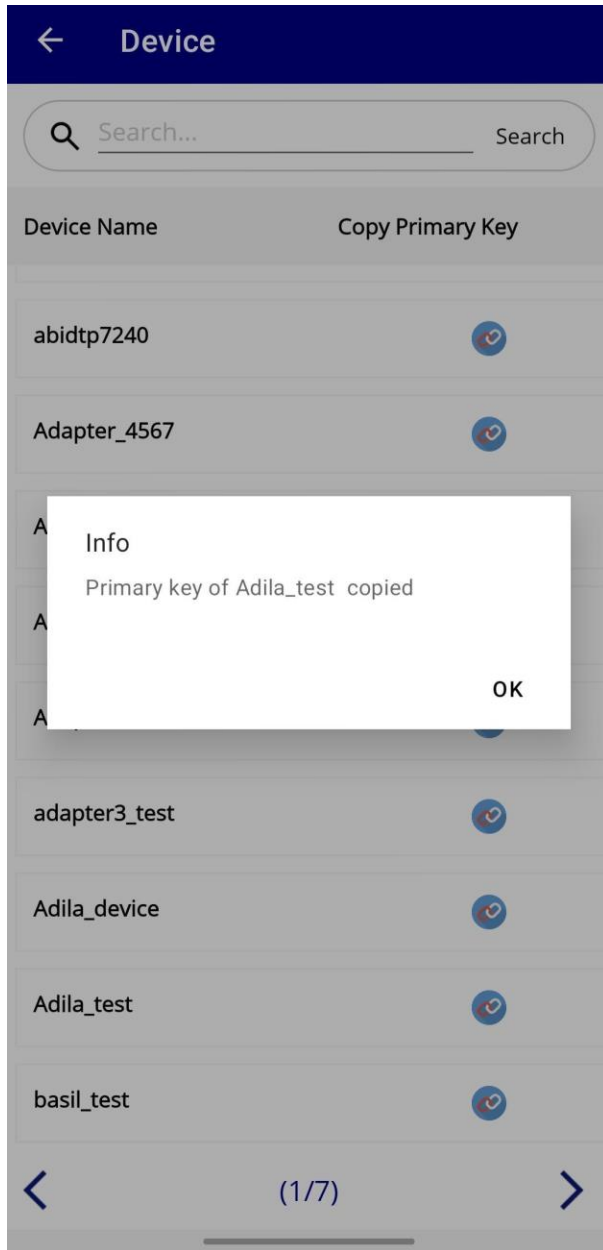 Device
Search... Search
Device Name Copy Primary Key
abidtp7240
Adapter_4567
Info
Primary key of Adila_test copied
OK
adapter3_test
Adila_device
Adila_test
basil_test
(1/7)